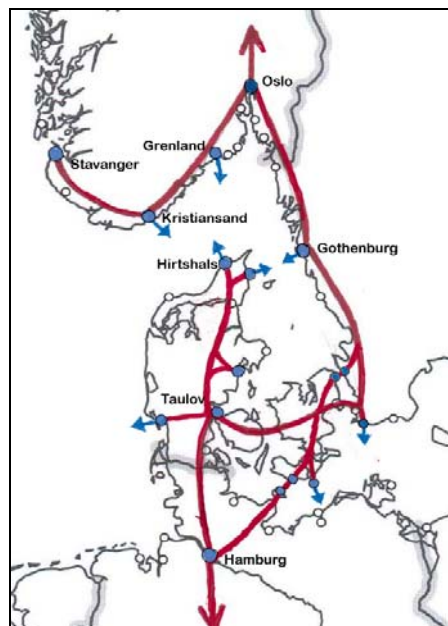 Oslo
Grenland
Stavanger
Kristiansand
Gothenburg
Hirtshals
Taulov
Hamburg